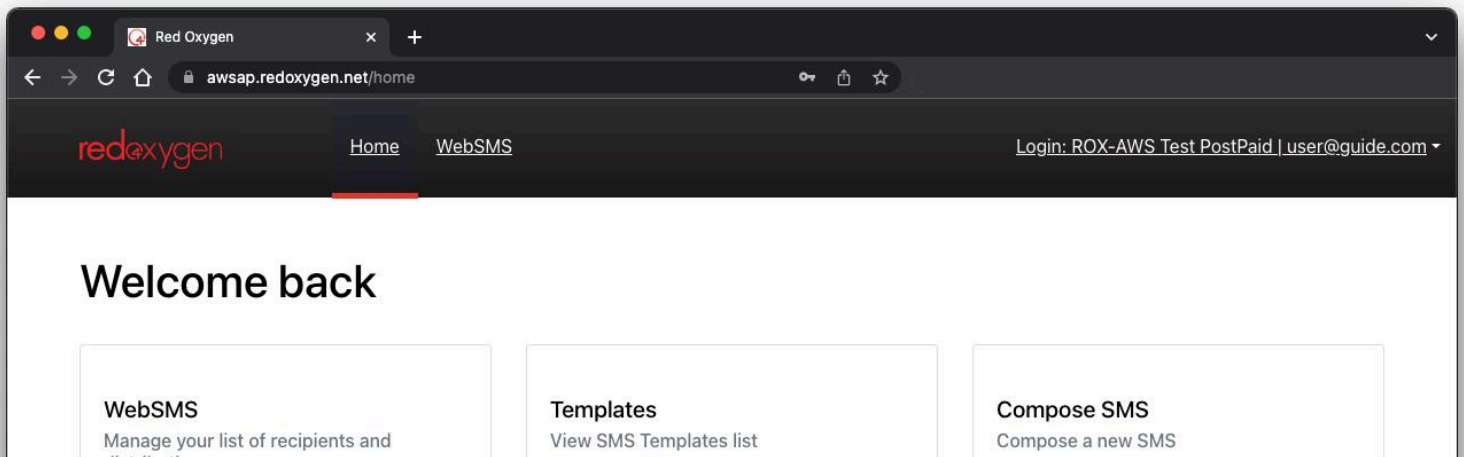 Red Oxygen
awsap.redoxygen.net/home
redoxygen
Home
WebSMS
Login: ROX-AWS Test PostPaid | user@guide.com
Welcome back
WebSMS
Manage your list of recipients and
Templates
View SMS Templates list
Compose SMS
Compose a new SMS